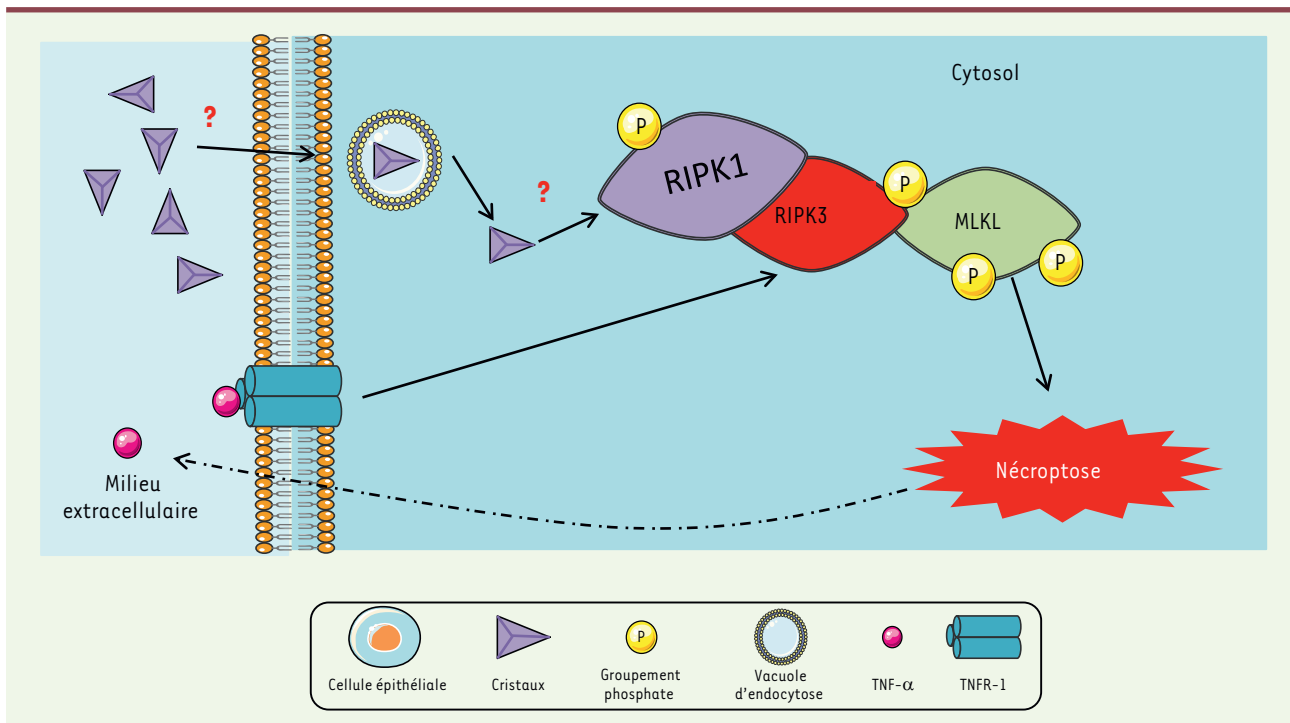 Cytosol
?
P
RIPK1
P
?
RIPK3
MLKL
P
P
Nécroptose
Milieu
extracellulaire
P
Cellule épithéliale
Cristaux
Groupement
phosphate
Vacuole
d'endocytose
TNF-α
TNFR-1